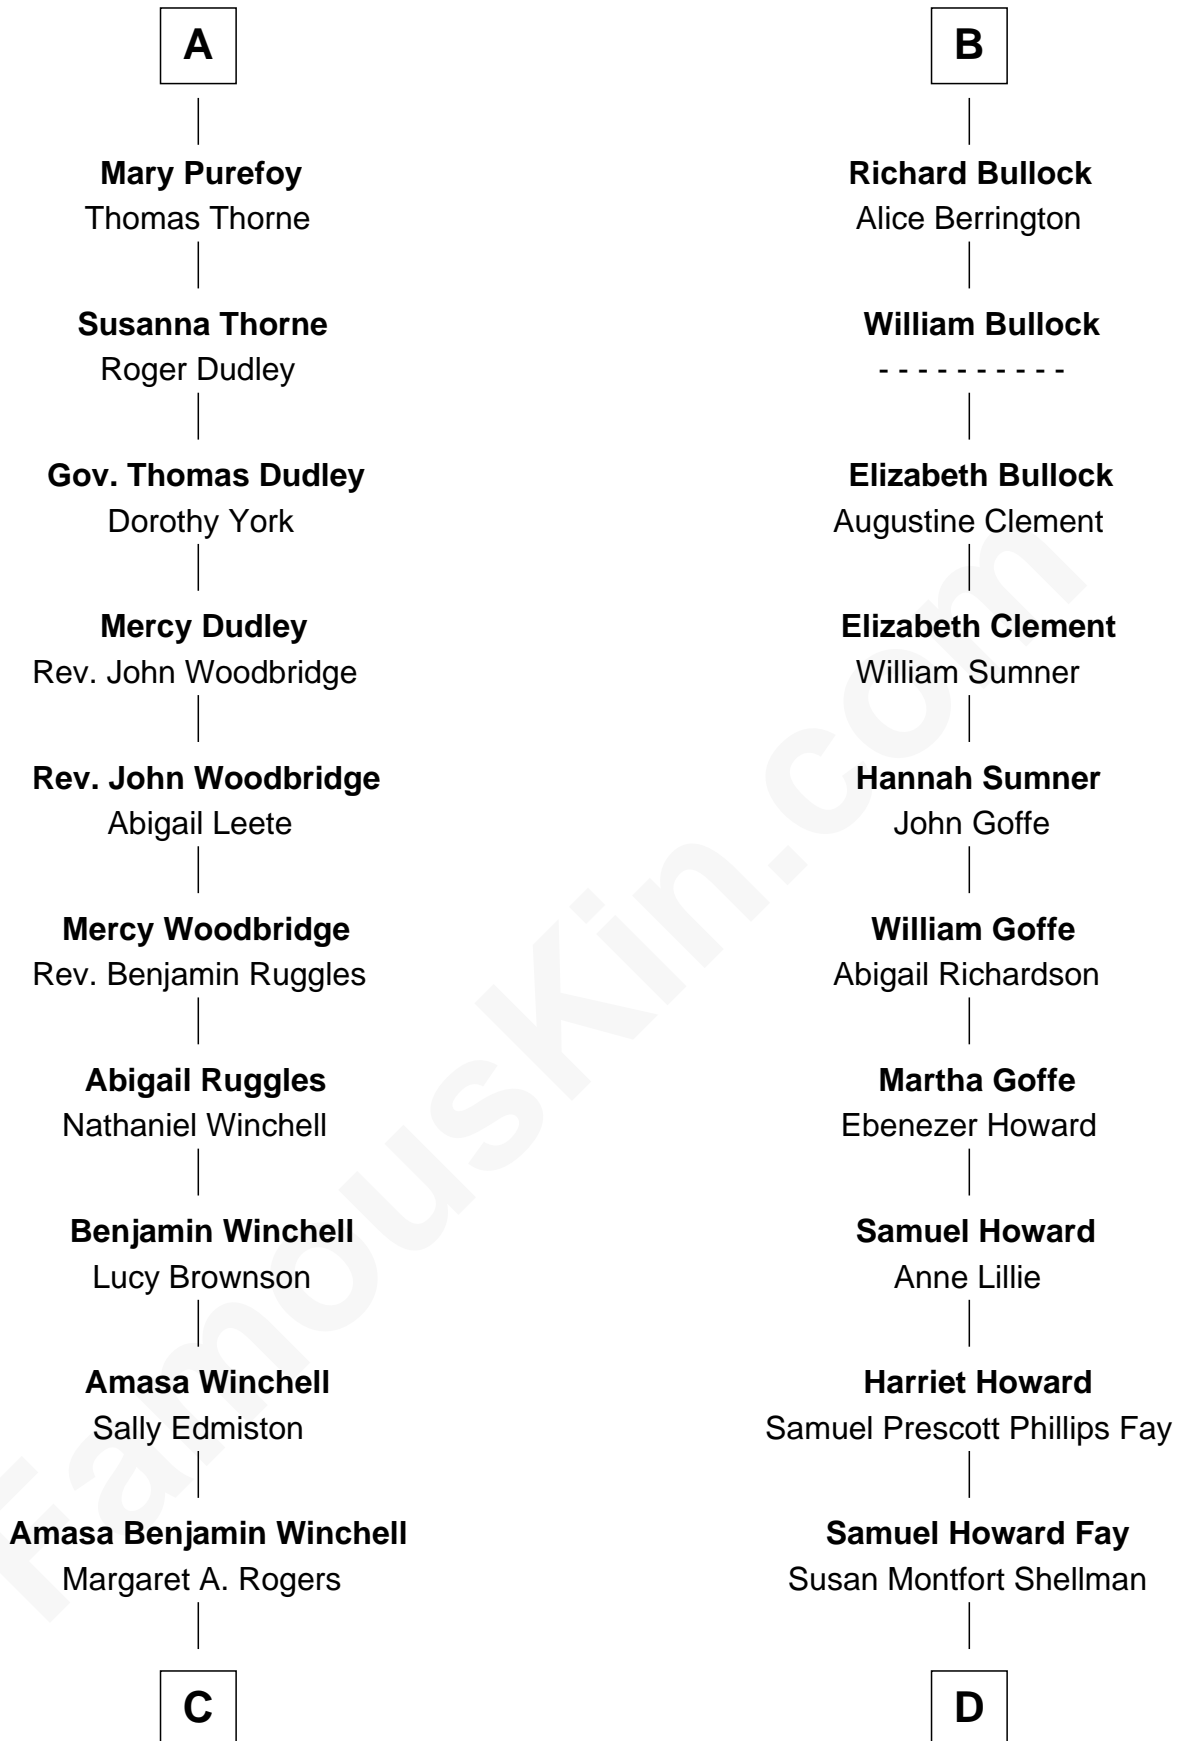 A
Mary Purefoy
Thomas Thorne
Susanna Thorne
Roger Dudley
Gov. Thomas Dudley
Dorothy York
Mercy Dudley
Rev. John Woodbridge
Rev. John Woodbridge
Abigail Leete
Mercy Woodbridge
Rev. Benjamin Ruggles
Abigail Ruggles
Nathaniel Winchell
Benjamin Winchell
Lucy Brownson
Amasa Winchell
Sally Edmiston
Amasa Benjamin Winchell
Margaret A. Rogers
C
B
Richard Bullock
Alice Berrington
William Bullock
- - - - - - - - - -
Elizabeth Bullock
Augustine Clement
Elizabeth Clement
William Sumner
Hannah Sumner
John Goffe
William Goffe
Abigail Richardson
Martha Goffe
Ebenezer Howard
Samuel Howard
Anne Lillie
Harriet Howard
Samuel Prescott Phillips Fay
Samuel Howard Fay
Susan Montfort Shellman
D
FamousKin.com